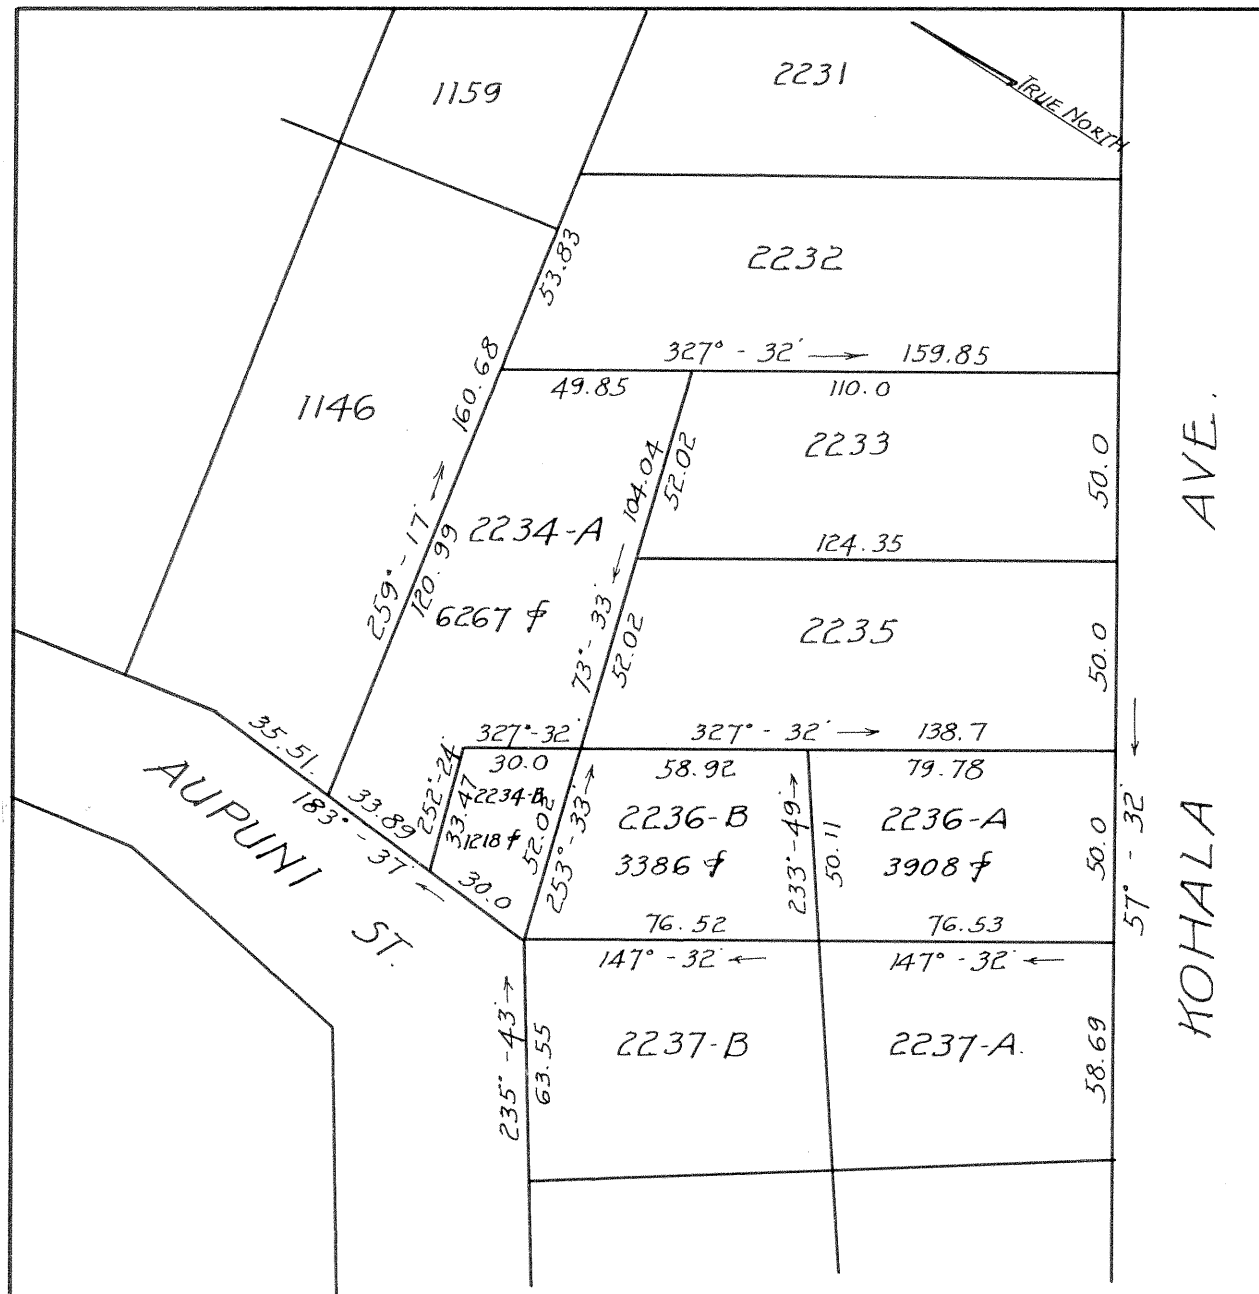 1159
2231
TRUE NORTH
2232
53.83
327° - 32' → 159.85
49.85
110.0
1146
259° - 17' → 160.68
120.99
2234-A
6267 f
73° - 33' ← 104.04
52.02
52.02
2233
50.0
124.35
2235
50.0
AVE.
KOHALA
57° - 32'
35.51
183° - 37'
33.89
30.0
AUPUNI
ST.
327°-32'
30.0
252°-24'
33.47
2234-B
1218 f
52.02
253° - 33'
327° - 32' → 138.7
58.92
79.78
2236-B
3386 f
233° - 49'
50.11
2236-A
3908 f
50.0
76.52
76.53
147° - 32' ←
147° - 32' ←
235° - 43' →
63.55
2237-B
2237-A.
58.69